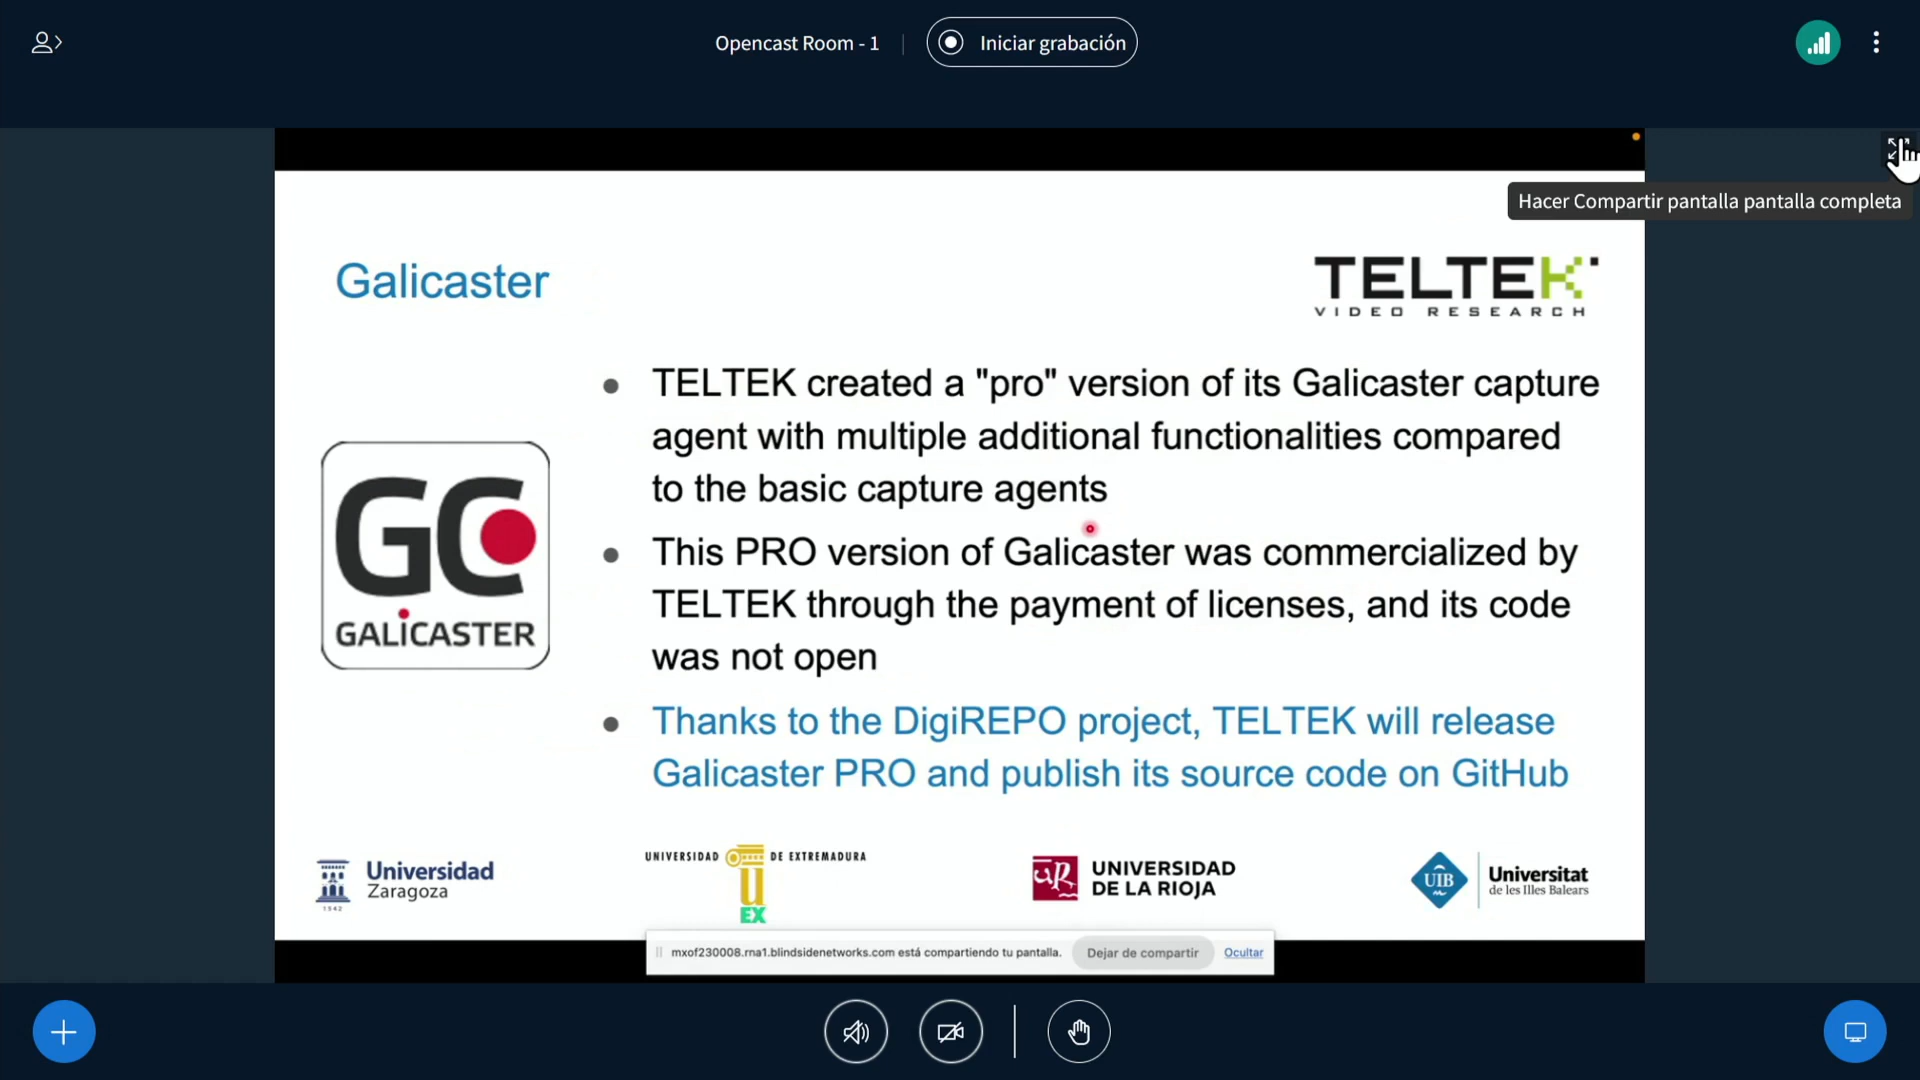 Opencast Room - 1
Iniciar grabación
Hacer Compartir pantalla pantalla completa
Galicaster
TELTEK
VIDEO RESEARCH
TELTEK created a "pro" version of its Galicaster capture
agent with multiple additional functionalities compared
to the basic capture agents
GC
GALiCASTER
This PRO version of Galicaster was commercialized by
TELTEK through the payment of licenses, and its code
was not open
Thanks to the DigiREPO project, TELTEK will release
Galicaster PRO and publish its source code on GitHub
Universidad
Zaragoza
1542
UNIVERSIDAD DE EXTREMADURA
U
EX
uR
UNIVERSIDAD
DE LA RIOJA
UIB
Universitat
de les Illes Balears
mxof230008.rna1.blindsidenetworks.com está compartiendo tu pantalla.
Dejar de compartir
Ocultar